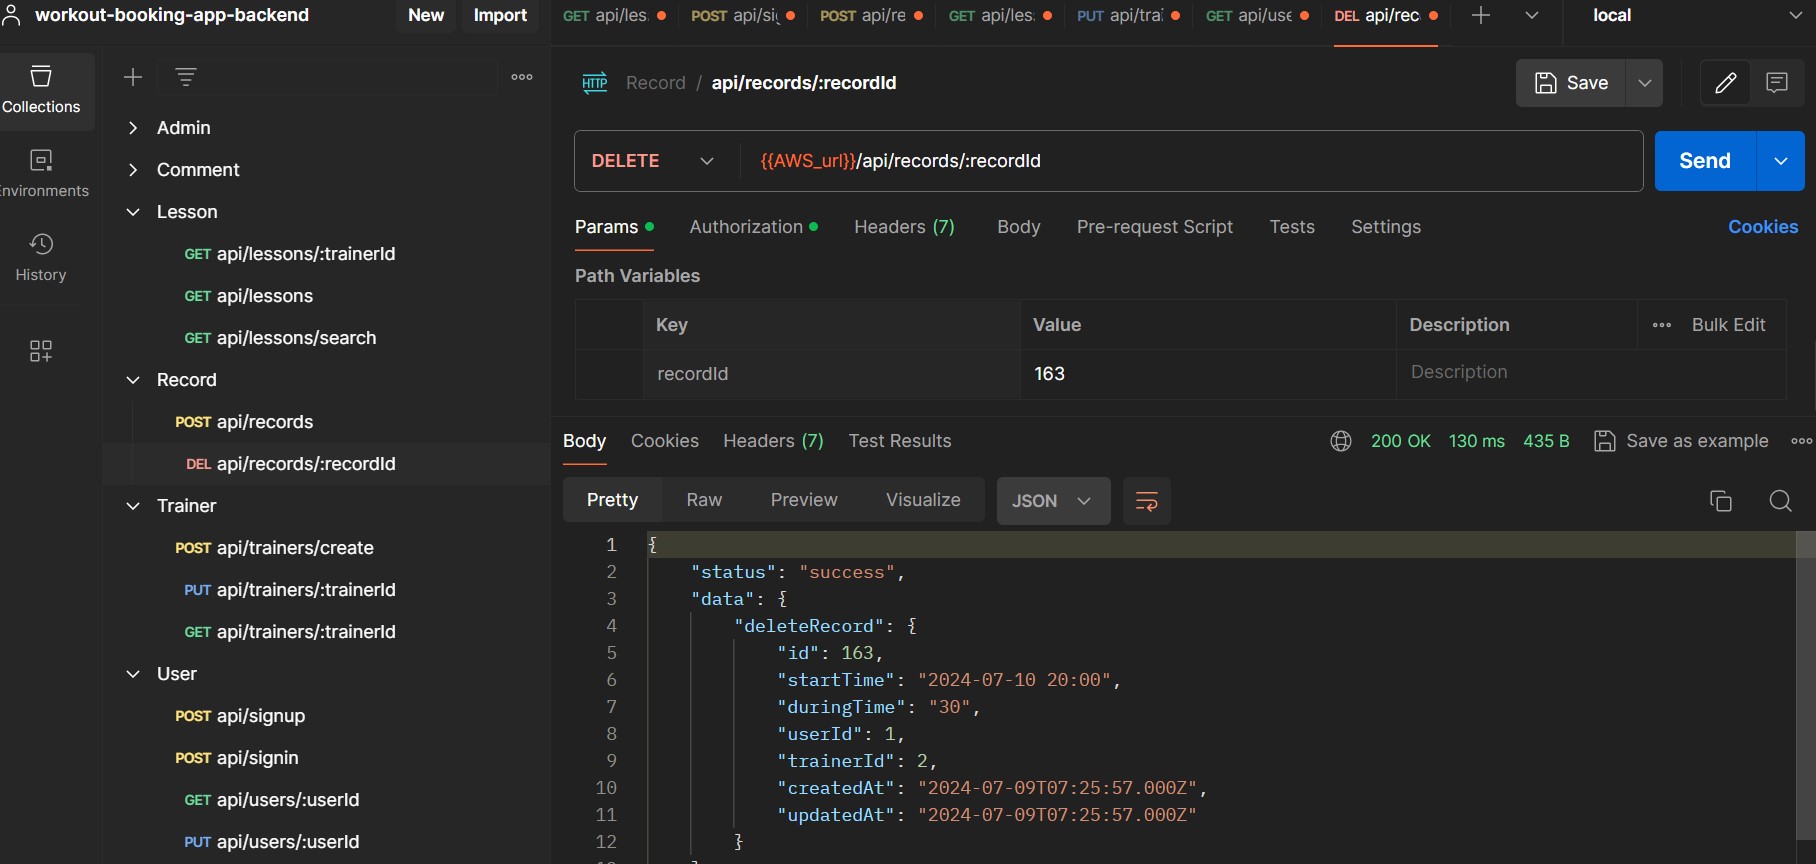 workout-booking-app-backend
New
Import
GET api/les
POST api/si
POST api/re
GET api/les
PUT api/trai
GET api/use
DEL api/rec
local
Collections
Environments
History
Admin
Comment
Lesson
GET api/lessons/:trainerId
GET api/lessons
GET api/lessons/search
Record
POST api/records
DEL api/records/:recordId
Trainer
POST api/trainers/create
PUT api/trainers/:trainerId
GET api/trainers/:trainerId
User
POST api/signup
POST api/signin
GET api/users/:userId
PUT api/users/:userId
HTTP Record / api/records/:recordId
Save
DELETE {{AWS_url}}/api/records/:recordId
Send
Params Authorization Headers (7) Body Pre-request Script Tests Settings Cookies
Path Variables
Key Value Description Bulk Edit
recordId 163 Description
Body Cookies Headers (7) Test Results 200 OK 130 ms 435 B Save as example
Pretty Raw Preview Visualize JSON
1 {
2 "status": "success",
3 "data": {
4 "deleteRecord": {
5 "id": 163,
6 "startTime": "2024-07-10 20:00",
7 "duringTime": "30",
8 "userId": 1,
9 "trainerId": 2,
10 "createdAt": "2024-07-09T07:25:57.000Z",
11 "updatedAt": "2024-07-09T07:25:57.000Z"
12 }